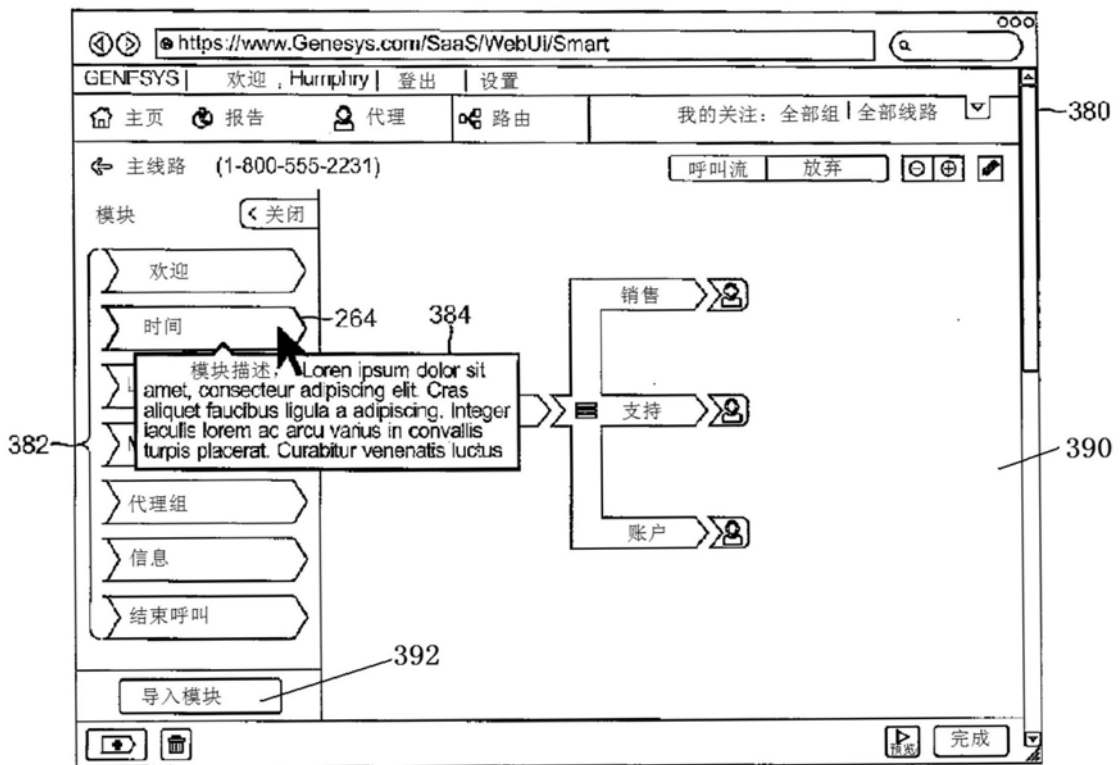 https://www.Genesys.com/SaaS/WebUi/Smart
GENESYS | 欢迎，Humphry | 登出 | 设置
主页 报告 代理 路由 我的关注：全部组 | 全部线路
380
主线路 (1-800-555-2231) 呼叫流 放弃
模块 < 关闭
欢迎
销售
时间
264
384
模块描述， Loren ipsum dolor sit
amet, consecteur adipiscing elit. Cras
aliquet faucibus ligula a adipiscing. Integer
iaculis lorem ac arcu varius in convallis
turpis placerat. Curabitur venenatis luctus
支持
382
390
代理组
账户
信息
结束呼叫
392
导入模块
预览 完成